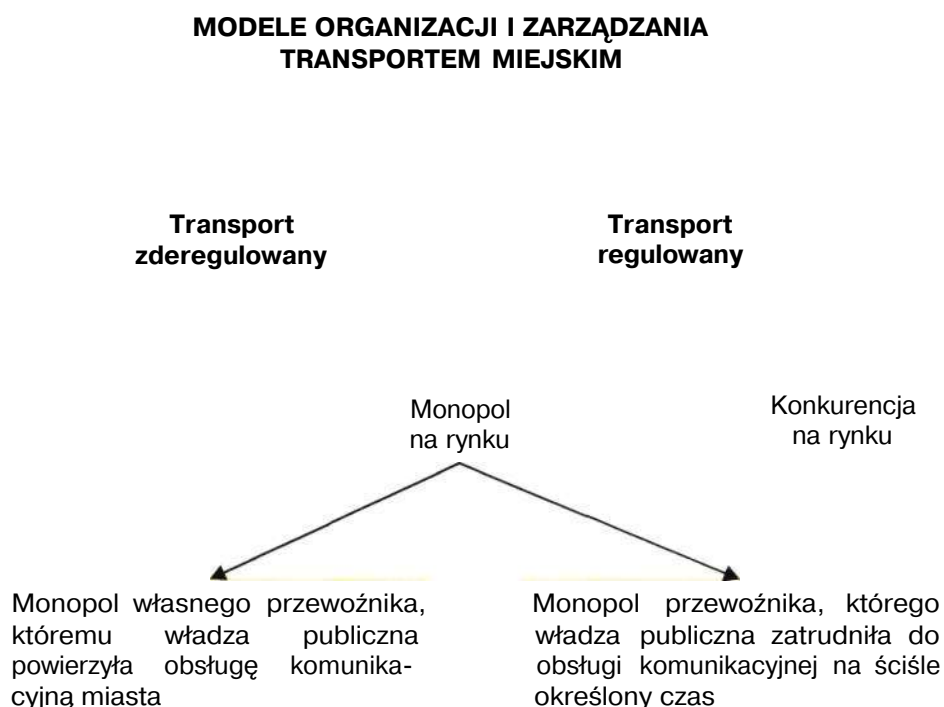 MODELE ORGANIZACJI I ZARZĄDZANIA
TRANSPORTEM MIEJSKIM
Transport
zderegulowany
Transport
regulowany
Monopol
na rynku
Konkurencja
na rynku
Monopol własnego przewoźnika,
któremu władza publiczna
powierzyła obsługę komunika-
cyjną miasta
Monopol przewoźnika, którego
władza publiczna zatrudniła do
obsługi komunikacyjnej na ściśle
określony czas